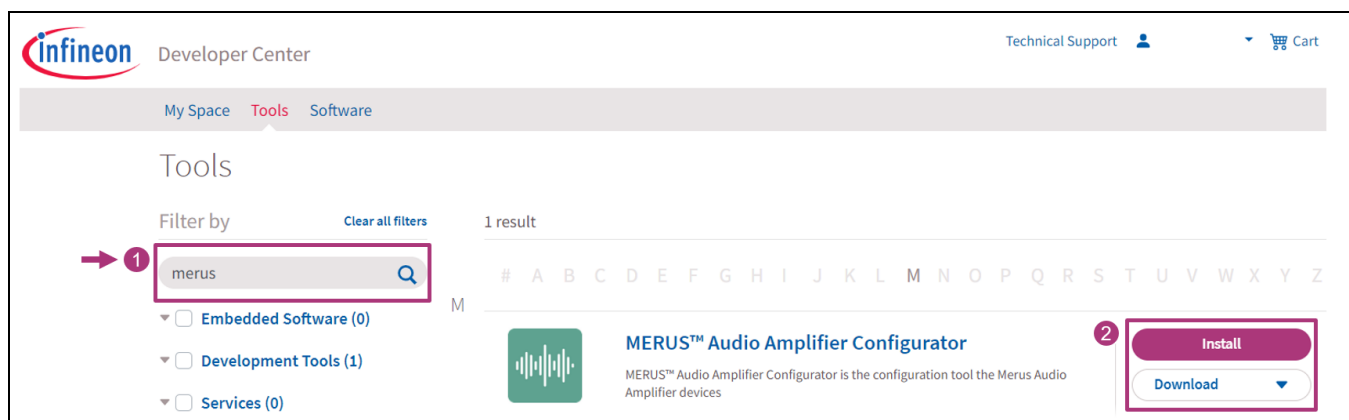 infineon Developer Center
Technical Support Cart
My Space Tools Software
Tools
Filter by Clear all filters 1 result
1
merus
# A B C D E F G H I J K L M N O P Q R S T U V W X Y Z
M
Embedded Software (0)
Development Tools (1)
Services (0)
MERUS™ Audio Amplifier Configurator
MERUS™ Audio Amplifier Configurator is the configuration tool the Merus Audio
Amplifier devices
2
Install
Download